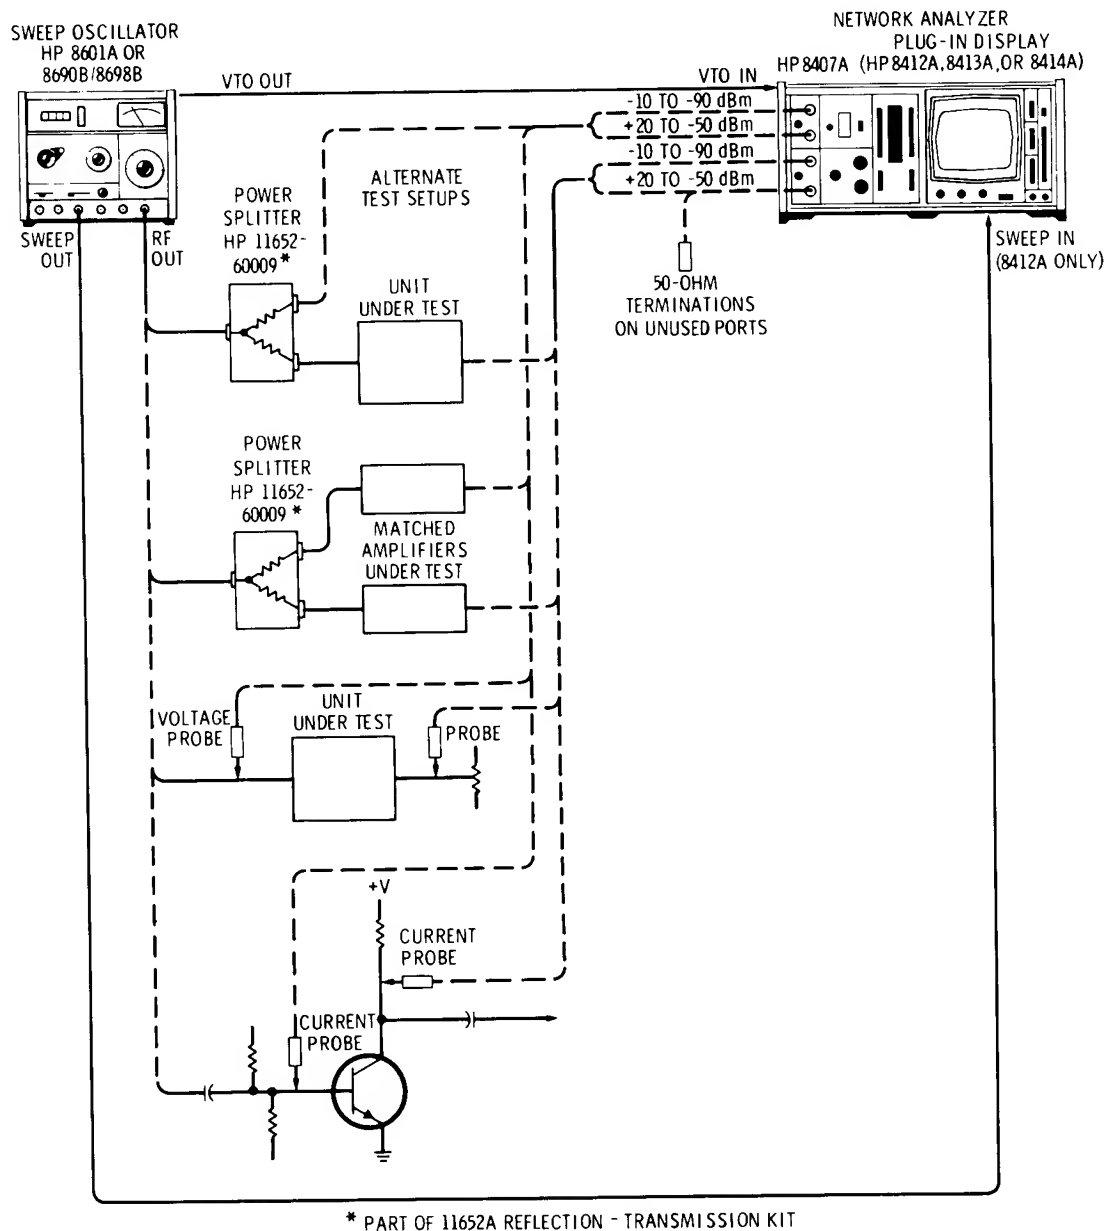 SWEEP OSCILLATOR
HP 8601A OR
8690B/8698B
VTO OUT
NETWORK ANALYZER
PLUG-IN DISPLAY
HP8407A (HP8412A, 8413A, OR 8414A)
VTO IN
-10 TO -90 dBm
+20 TO -50 dBm
-10 TO -90 dBm
+20 TO -50 dBm
SWEEP
OUT
RF
OUT
POWER
SPLITTER
HP 11652-
60009 *
ALTERNATE
TEST SETUPS
UNIT
UNDER TEST
50-OHM
TERMINATIONS
ON UNUSED PORTS
SWEEP IN
(8412A ONLY)
POWER
SPLITTER
HP 11652-
60009 *
MATCHED
AMPLIFIERS
UNDER TEST
VOLTAGE
PROBE
UNIT
UNDER TEST
PROBE
+V
CURRENT
PROBE
CURRENT
PROBE
* PART OF 11652A REFLECTION - TRANSMISSION KIT